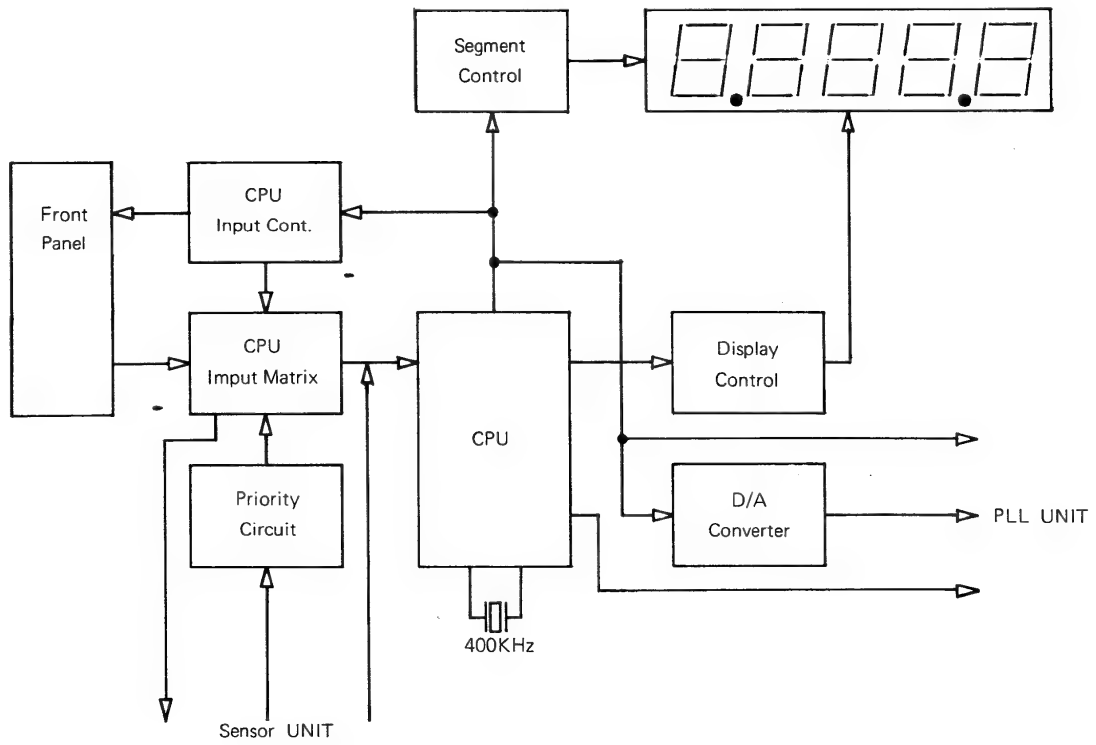 Segment
Control
Front
Panel
CPU
Input Cont.
CPU
Imput Matrix
Priority
Circuit
CPU
Display
Control
D/A
Converter
PLL UNIT
400KHz
Sensor UNIT